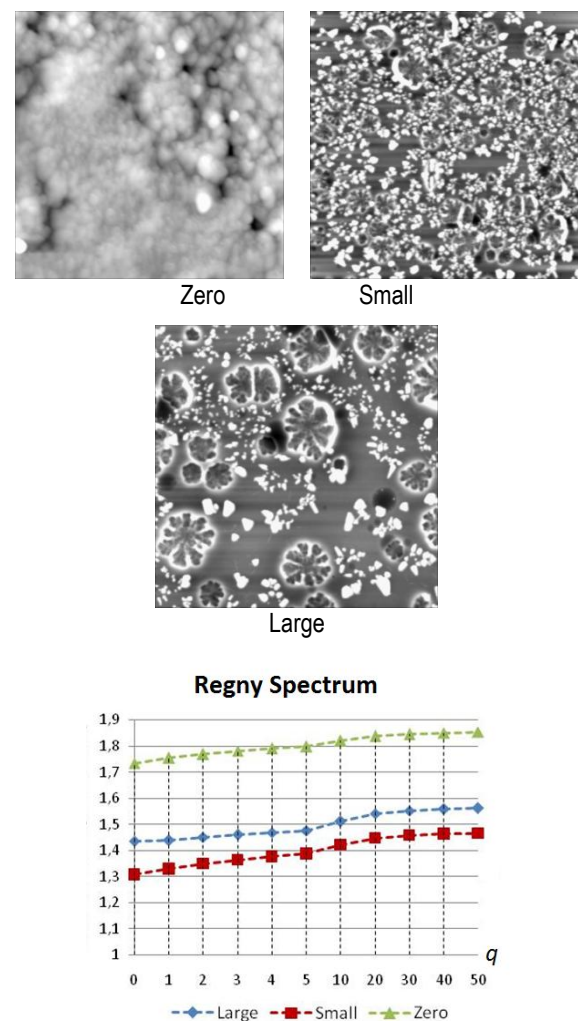 Zero
Small
Large
Regny Spectrum
1,9
1,8
1,7
1,6
1,5
1,4
1,3
1,2
1,1
1
0 1 2 3 4 5 10 20 30 40 50
q
Large Small Zero